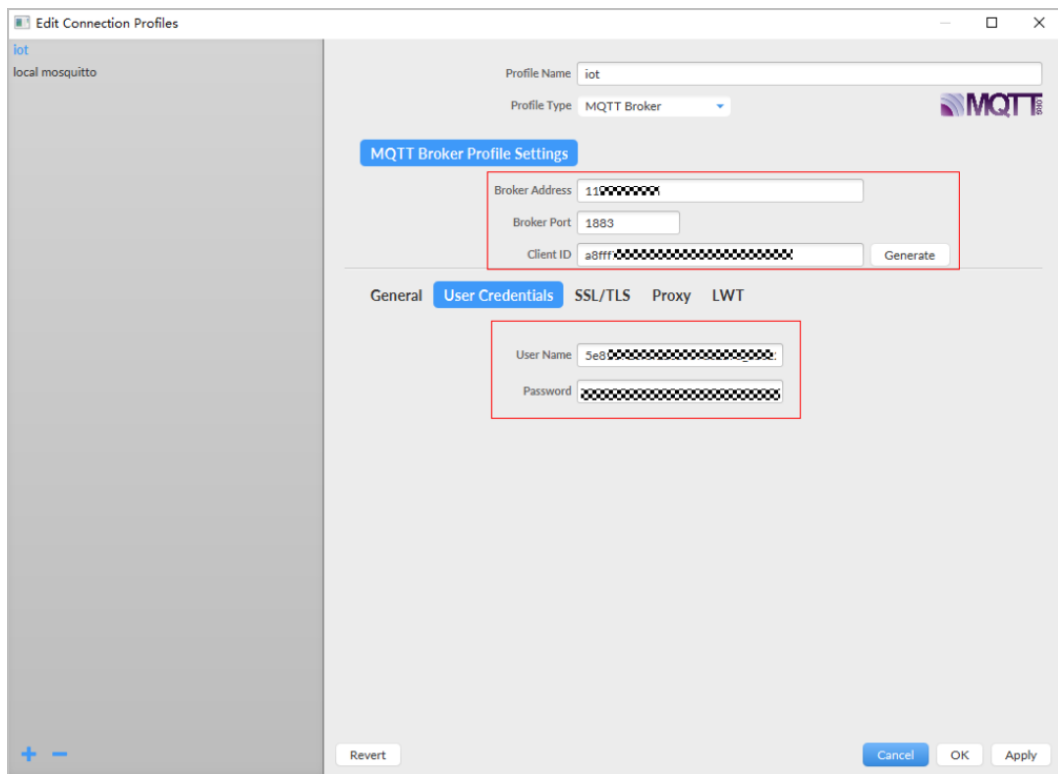 Edit Connection Profiles
iot
local mosquitto
Profile Name iot
Profile Type MQTT Broker
MQTT
MQTT Broker Profile Settings
Broker Address 11
Broker Port 1883
Client ID a8fff Generate
General User Credentials SSL/TLS Proxy LWT
User Name 5e8
Password
Revert Cancel OK Apply